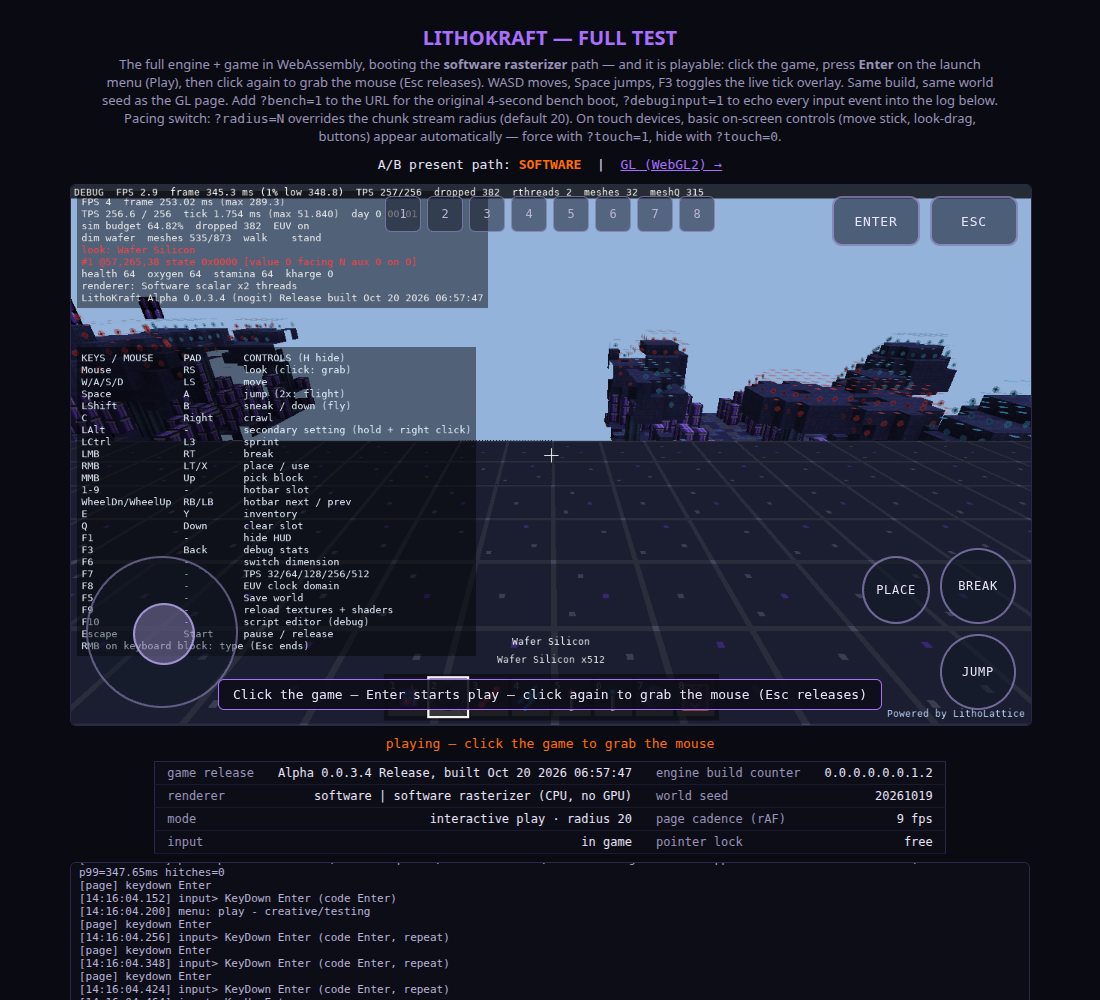 LITHOKRAFT — FULL TEST
The full engine + game in WebAssembly, booting the software rasterizer path — and it is playable: click the game, press Enter on the launch
menu (Play), then click again to grab the mouse (Esc releases). WASD moves, Space jumps, F3 toggles the live tick overlay. Same build, same world
seed as the GL page. Add ?bench=1 to the URL for the original 4-second bench boot, ?debuginput=1 to echo every input event into the log below.
Pacing switch: ?radius=N overrides the chunk stream radius (default 20). On touch devices, basic on-screen controls (move stick, look-drag,
buttons) appear automatically — force with ?touch=1, hide with ?touch=0.
A/B present path: SOFTWARE | GL (WebGL2) →
DEBUG FPS 2.9 frame 345.3 ms (1% low 348.8) TPS 257/256 dropped 382 rthreads 2 meshes 32 meshQ 315
FPS 4 frame 253.02 ms (max 289.3)
TPS 256.6 / 256 tick 1.754 ms (max 51.840) day 0 00:01
sim budget 64.82% dropped 382 EUV on
dim wafer meshes 535/873 walk stand
look: Wafer Silicon
#1 @57,265,38 state 0x0000 [value 0 facing N aux 0 on 0]
health 64 oxygen 64 stamina 64 kharge 0
renderer: Software scalar x2 threads
LithoKraft Alpha 0.0.3.4 (nogit) Release built Oct 20 2026 06:57:47
1 2 3 4 5 6 7 8
ENTER ESC
KEYS / MOUSE PAD CONTROLS (H hide)
Mouse RS look (click: grab)
W/A/S/D LS move
Space A jump (2x: flight)
LShift B sneak / down (fly)
C Right crawl
LAlt - secondary setting (hold + right click)
LCtrl L3 sprint
LMB RT break
RMB LT/X place / use
MMB Up pick block
1-9 - hotbar slot
WheelDn/WheelUp RB/LB hotbar next / prev
E Y inventory
Q Down clear slot
F1 - hide HUD
F3 Back debug stats
F6 - switch dimension
F7 - TPS 32/64/128/256/512
F8 - EUV clock domain
F5 - Save world
F9 - reload textures + shaders
F10 - script editor (debug)
Escape Start pause / release
RMB on keyboard block: type (Esc ends)
PLACE BREAK
JUMP
Wafer Silicon
Wafer Silicon x512
Click the game — Enter starts play — click again to grab the mouse (Esc releases)
Powered by LithoLattice
playing — click the game to grab the mouse
game release Alpha 0.0.3.4 Release, built Oct 20 2026 06:57:47 engine build counter 0.0.0.0.0.0.1.2
renderer software | software rasterizer (CPU, no GPU) world seed 20261019
mode interactive play · radius 20 page cadence (rAF) 9 fps
input in game pointer lock free
p99=347.65ms hitches=0
[page] keydown Enter
[14:16:04.152] input> KeyDown Enter (code Enter)
[14:16:04.200] menu: play - creative/testing
[page] keydown Enter
[14:16:04.256] input> KeyDown Enter (code Enter, repeat)
[page] keydown Enter
[14:16:04.348] input> KeyDown Enter (code Enter, repeat)
[page] keydown Enter
[14:16:04.424] input> KeyDown Enter (code Enter, repeat)